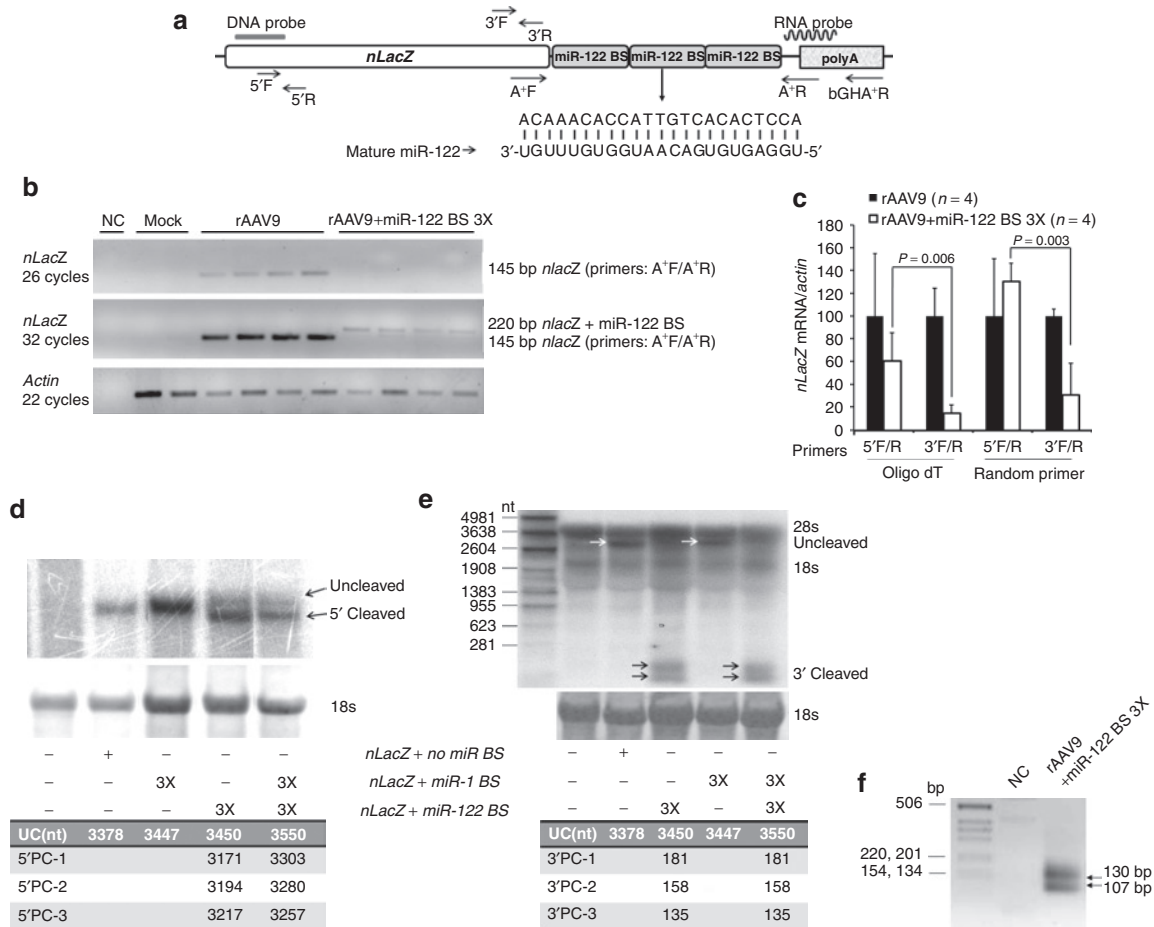 a
DNA probe
3′F
3′R
RNA probe
nLacZ
miR-122 BS miR-122 BS miR-122 BS
polyA
5′F
5′R
A+F
A+R
bGHA+R
ACAAACACCATTGTCACACTCCA
Mature miR-122
3′-UGUUUGUGGUAACAGUGUGAGGU-5′
b
NC Mock rAAV9 rAAV9+miR-122 BS 3X
nLacZ
26 cycles
145 bp nlacZ (primers: A+F/A+R)
nLacZ
32 cycles
220 bp nlacZ + miR-122 BS
145 bp nlacZ (primers: A+F/A+R)
Actin
22 cycles
c
rAAV9 (n = 4)
rAAV9+miR-122 BS 3X (n = 4)
nLacZ mRNA/actin
180
160
140
120
100
80
60
40
20
0
P = 0.006
P = 0.003
Primers 5′F/R 3′F/R 5′F/R 3′F/R
Oligo dT Random primer
d
Uncleaved
5′ Cleaved
18s
– + – – –
– – 3X – 3X
– – – 3X 3X
nLacZ + no miR BS
nLacZ + miR-1 BS
nLacZ + miR-122 BS
UC(nt) 3378 3447 3450 3550
5′PC-1 3171 3303
5′PC-2 3194 3280
5′PC-3 3217 3257
e
nt
4981
3638
2604
1908
1383
955
623
281
28s
Uncleaved
18s
3′ Cleaved
18s
– + – – –
– – – 3X 3X
– – 3X – 3X
UC(nt) 3378 3450 3447 3550
3′PC-1 181 181
3′PC-2 158 158
3′PC-3 135 135
f
bp
NC
rAAV9
+miR-122 BS 3X
506
220, 201
154, 134
130 bp
107 bp